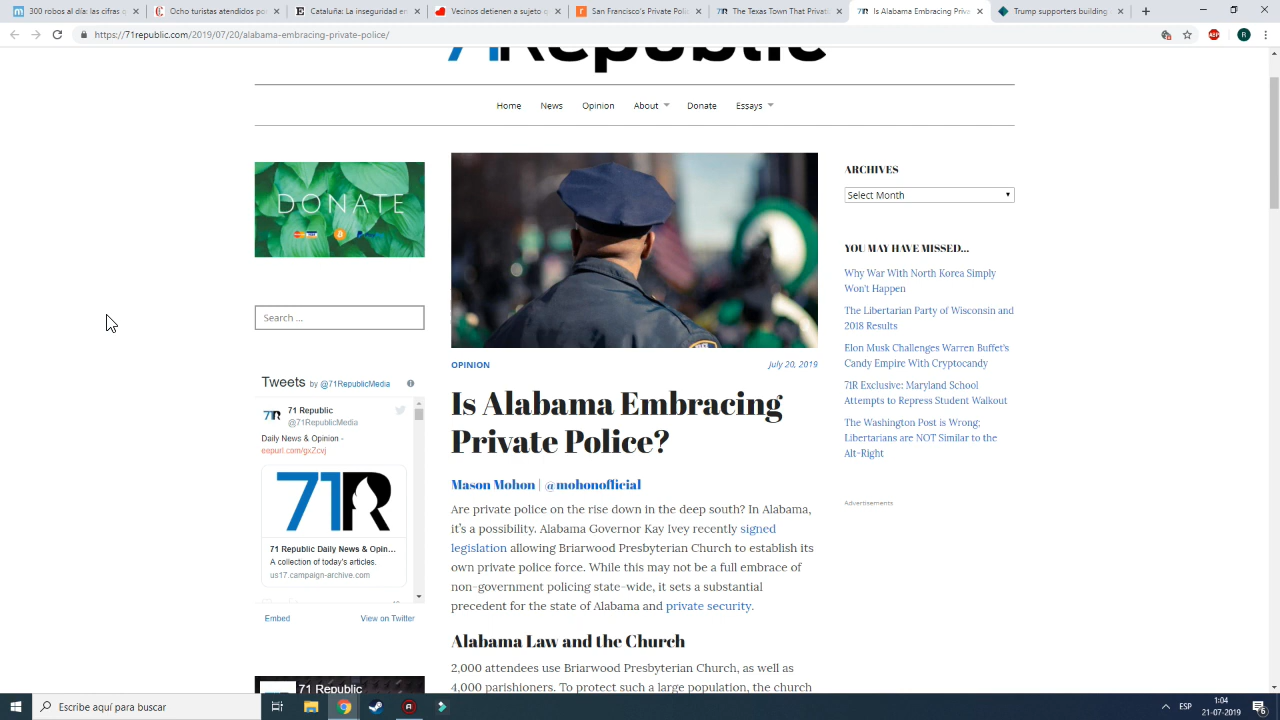 300 robos al día: las cifras q
Ocho turistas atendidos po
Cataluña: La inseguridad en
Vecinos detienen a sujeto q
San Francisco's Private Polic
The Texas Town That Privat
Is Alabama Embracing Priv
Trump supporters building
https://71republic.com/2019/07/20/alabama-embracing-private-police/
71Republic
Home
News
Opinion
About
Donate
Essays
DONATE
Search ...
Tweets by @71RepublicMedia
71 Republic
@71RepublicMedia
Daily News & Opinion -
eepurl.com/gxZcvj
71R
71 Republic Daily News & Opin...
A collection of today's articles.
us17.campaign-archive.com
Embed
View on Twitter
71 Republic
OPINION
July 20, 2019
Is Alabama Embracing
Private Police?
Mason Mohon | @mohonofficial
Are private police on the rise down in the deep south? In Alabama,
it's a possibility. Alabama Governor Kay Ivey recently signed
legislation allowing Briarwood Presbyterian Church to establish its
own private police force. While this may not be a full embrace of
non-government policing state-wide, it sets a substantial
precedent for the state of Alabama and private security.
Alabama Law and the Church
2,000 attendees use Briarwood Presbyterian Church, as well as
4,000 parishioners. To protect such a large population, the church
ARCHIVES
Select Month
YOU MAY HAVE MISSED...
Why War With North Korea Simply
Won't Happen
The Libertarian Party of Wisconsin and
2018 Results
Elon Musk Challenges Warren Buffet's
Candy Empire With Cryptocandy
71R Exclusive: Maryland School
Attempts to Repress Student Walkout
The Washington Post is Wrong:
Libertarians are NOT Similar to the
Alt-Right
Advertisements
Escribe aquí para buscar
ESP
1:04
21-07-2019